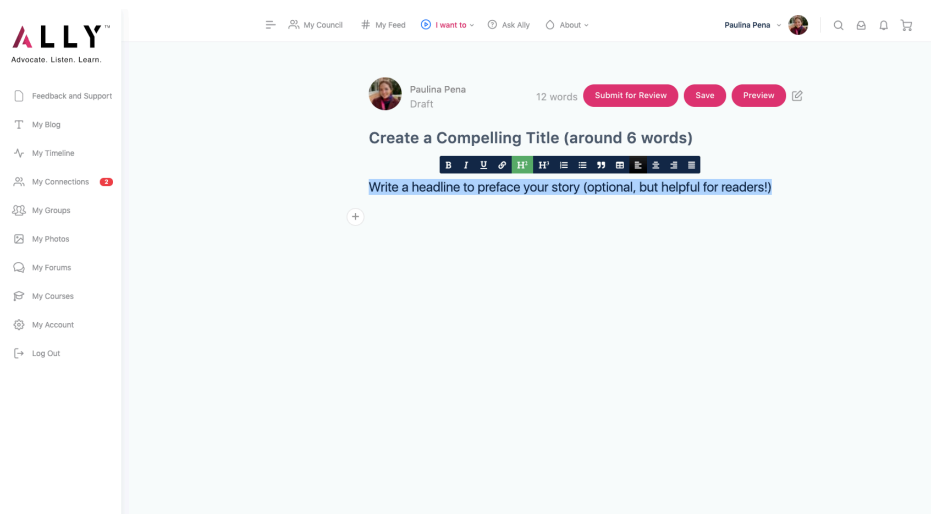 ALLY™
Advocate. Listen. Learn.
My Council
# My Feed
I want to
Ask Ally
About
Paulina Pena
Feedback and Support
My Blog
My Timeline
My Connections 2
My Groups
My Photos
My Forums
My Courses
My Account
Log Out
Paulina Pena
Draft
12 words
Submit for Review
Save
Preview
Create a Compelling Title (around 6 words)
B I U H² H³
Write a headline to preface your story (optional, but helpful for readers!)